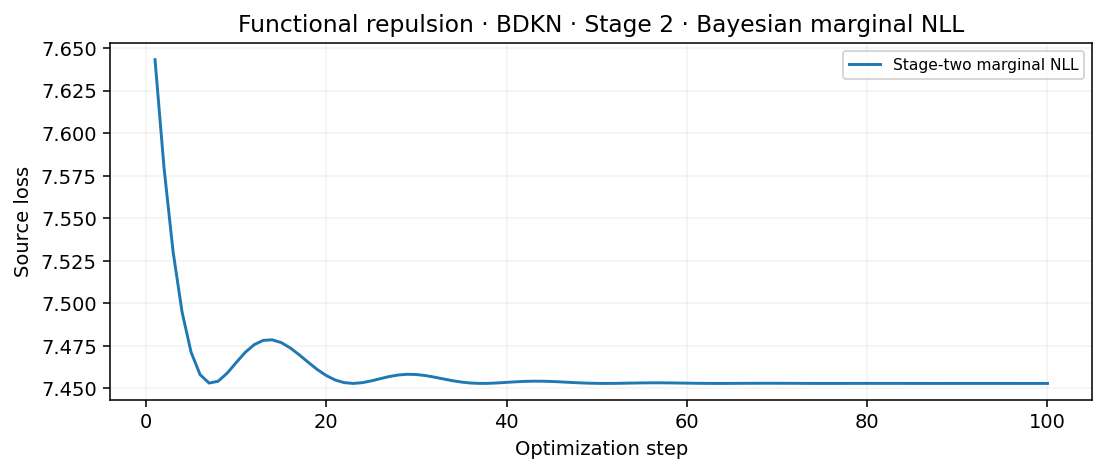 Functional repulsion · BDKN · Stage 2 · Bayesian marginal NLL
Stage-two marginal NLL
Source loss
7.650
7.625
7.600
7.575
7.550
7.525
7.500
7.475
7.450
0 20 40 60 80 100
Optimization step